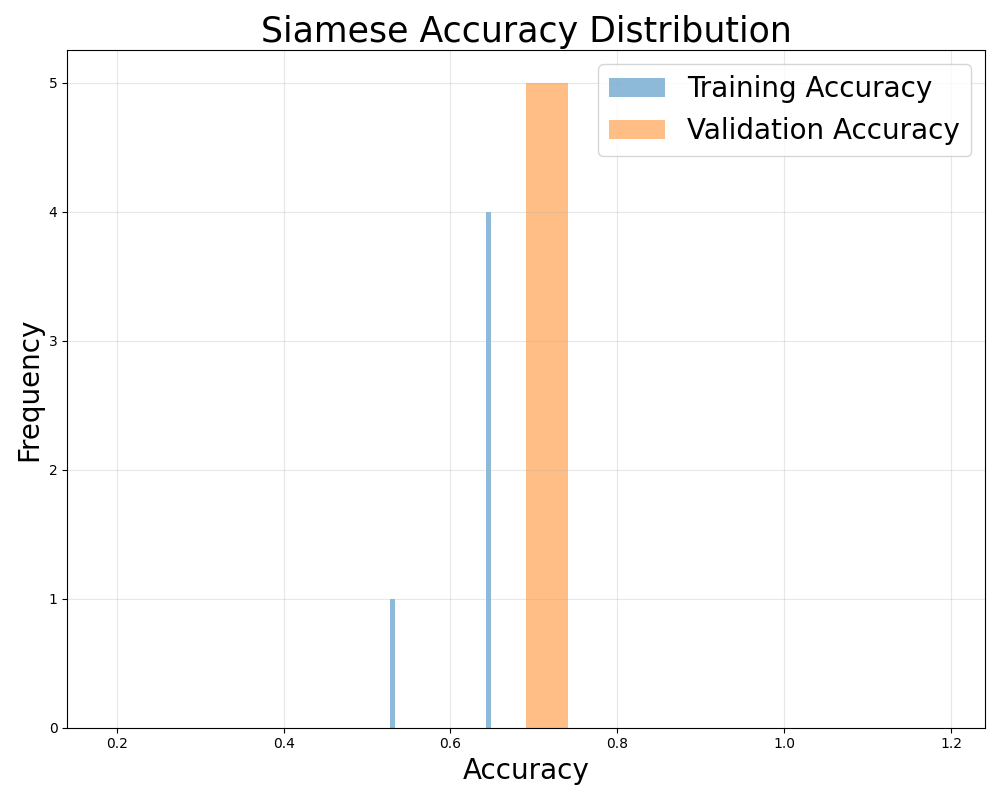 Siamese Accuracy Distribution
Training Accuracy
Validation Accuracy
5
4
3
2
1
0
Frequency
0.2 0.4 0.6 0.8 1.0 1.2
Accuracy